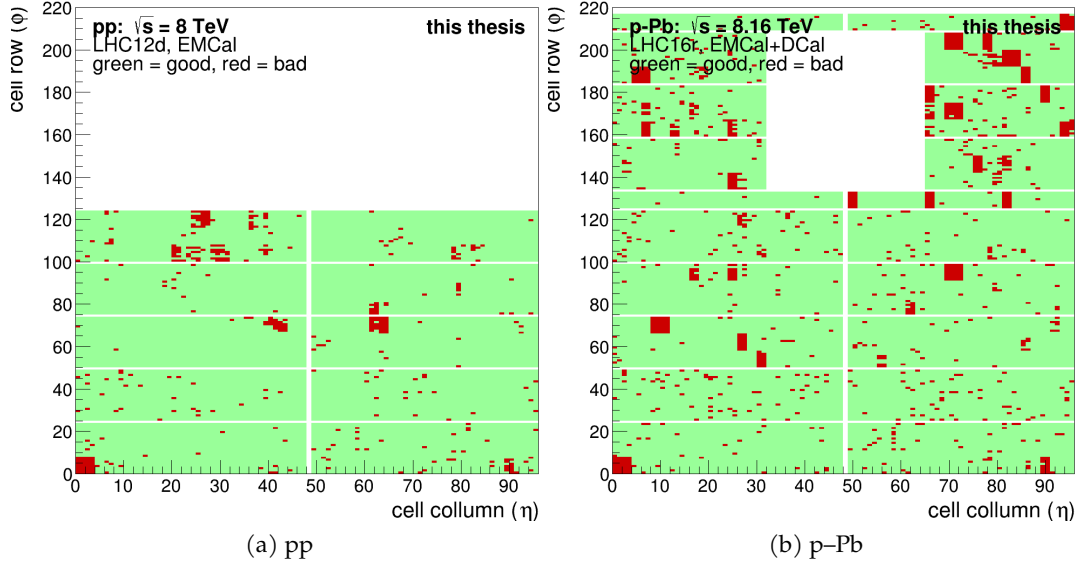 pp: √s = 8 TeV
this thesis
LHC12d, EMCal
green = good, red = bad
cell row (ϕ)
220
200
180
160
140
120
100
80
60
40
20
0
0 10 20 30 40 50 60 70 80 90
cell collumn (η)
(a) pp
p-Pb: √s = 8.16 TeV
this thesis
LHC16r, EMCal+DCal
green = good, red = bad
cell row (ϕ)
220
200
180
160
140
120
100
80
60
40
20
0
0 10 20 30 40 50 60 70 80 90
cell collumn (η)
(b) p–Pb